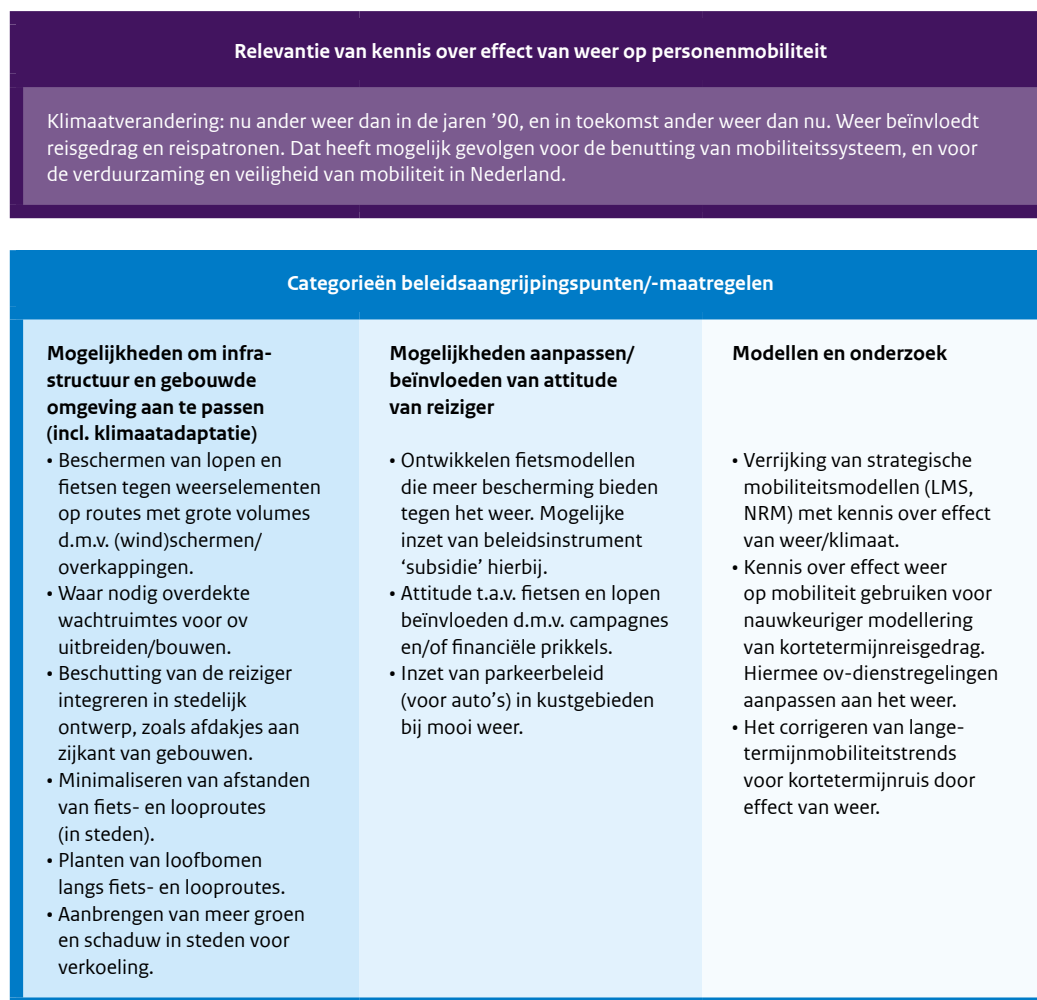 Relevantie van kennis over effect van weer op personenmobiliteit
Klimaatverandering: nu ander weer dan in de jaren ’90, en in toekomst ander weer dan nu. Weer beïnvloedt
reisgedrag en reispatronen. Dat heeft mogelijk gevolgen voor de benutting van mobiliteitssysteem, en voor
de verduurzaming en veiligheid van mobiliteit in Nederland.
Categorieën beleidsaangrijpingspunten/-maatregelen
Mogelijkheden om infra-
structuur en gebouwde
omgeving aan te passen
(incl. klimaatadaptatie)
• Beschermen van lopen en
fietsen tegen weerselementen
op routes met grote volumes
d.m.v. (wind)schermen/
overkappingen.
• Waar nodig overdekte
wachtruimtes voor ov
uitbreiden/bouwen.
• Beschutting van de reiziger
integreren in stedelijk
ontwerp, zoals afdakjes aan
zijkant van gebouwen.
• Minimaliseren van afstanden
van fiets- en looproutes
(in steden).
• Planten van loofbomen
langs fiets- en looproutes.
• Aanbrengen van meer groen
en schaduw in steden voor
verkoeling.
Mogelijkheden aanpassen/
beïnvloeden van attitude
van reiziger
• Ontwikkelen fietsmodellen
die meer bescherming bieden
tegen het weer. Mogelijke
inzet van beleidsinstrument
‘subsidie’ hierbij.
• Attitude t.a.v. fietsen en lopen
beïnvloeden d.m.v. campagnes
en/of financiële prikkels.
• Inzet van parkeerbeleid
(voor auto’s) in kustgebieden
bij mooi weer.
Modellen en onderzoek
• Verrijking van strategische
mobiliteitsmodellen (LMS,
NRM) met kennis over effect
van weer/klimaat.
• Kennis over effect weer
op mobiliteit gebruiken voor
nauwkeuriger modellering
van kortetermijnreisgedrag.
Hiermee ov-dienstregelingen
aanpassen aan het weer.
• Het corrigeren van lange-
termijnmobiliteitstrends
voor kortetermijnruis door
effect van weer.